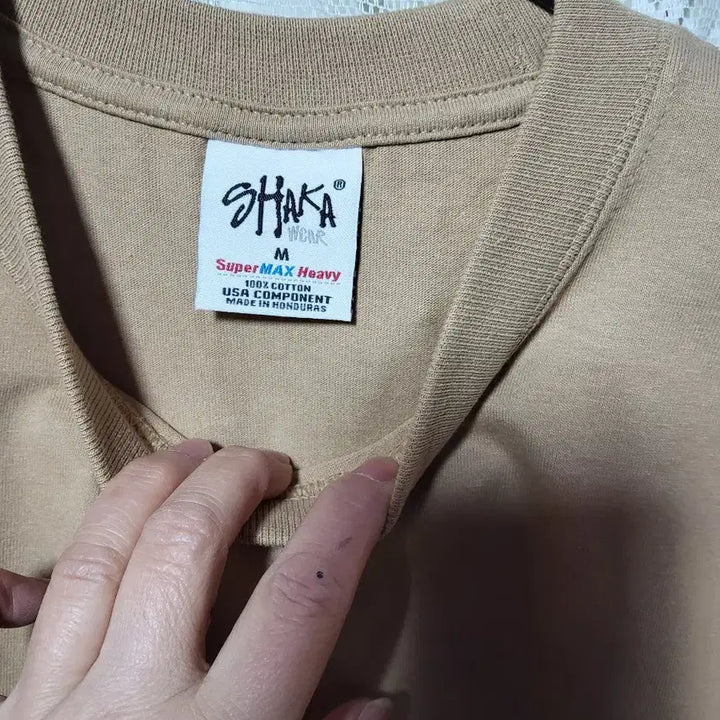 SHAKA®
WEAR
M
SuperMAX Heavy
100% COTTON
USA COMPONENT
MADE IN HONDURAS